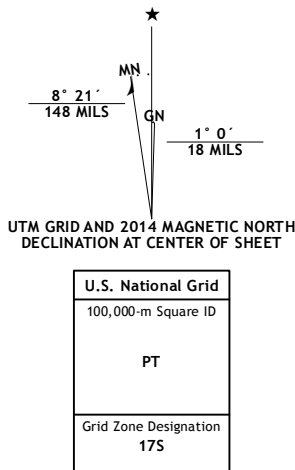 ★
MN
GN
8° 21´
148 MILS
1° 0´
18 MILS
UTM GRID AND 2014 MAGNETIC NORTH
DECLINATION AT CENTER OF SHEET
U.S. National Grid
100,000-m Square ID
PT
Grid Zone Designation
17S